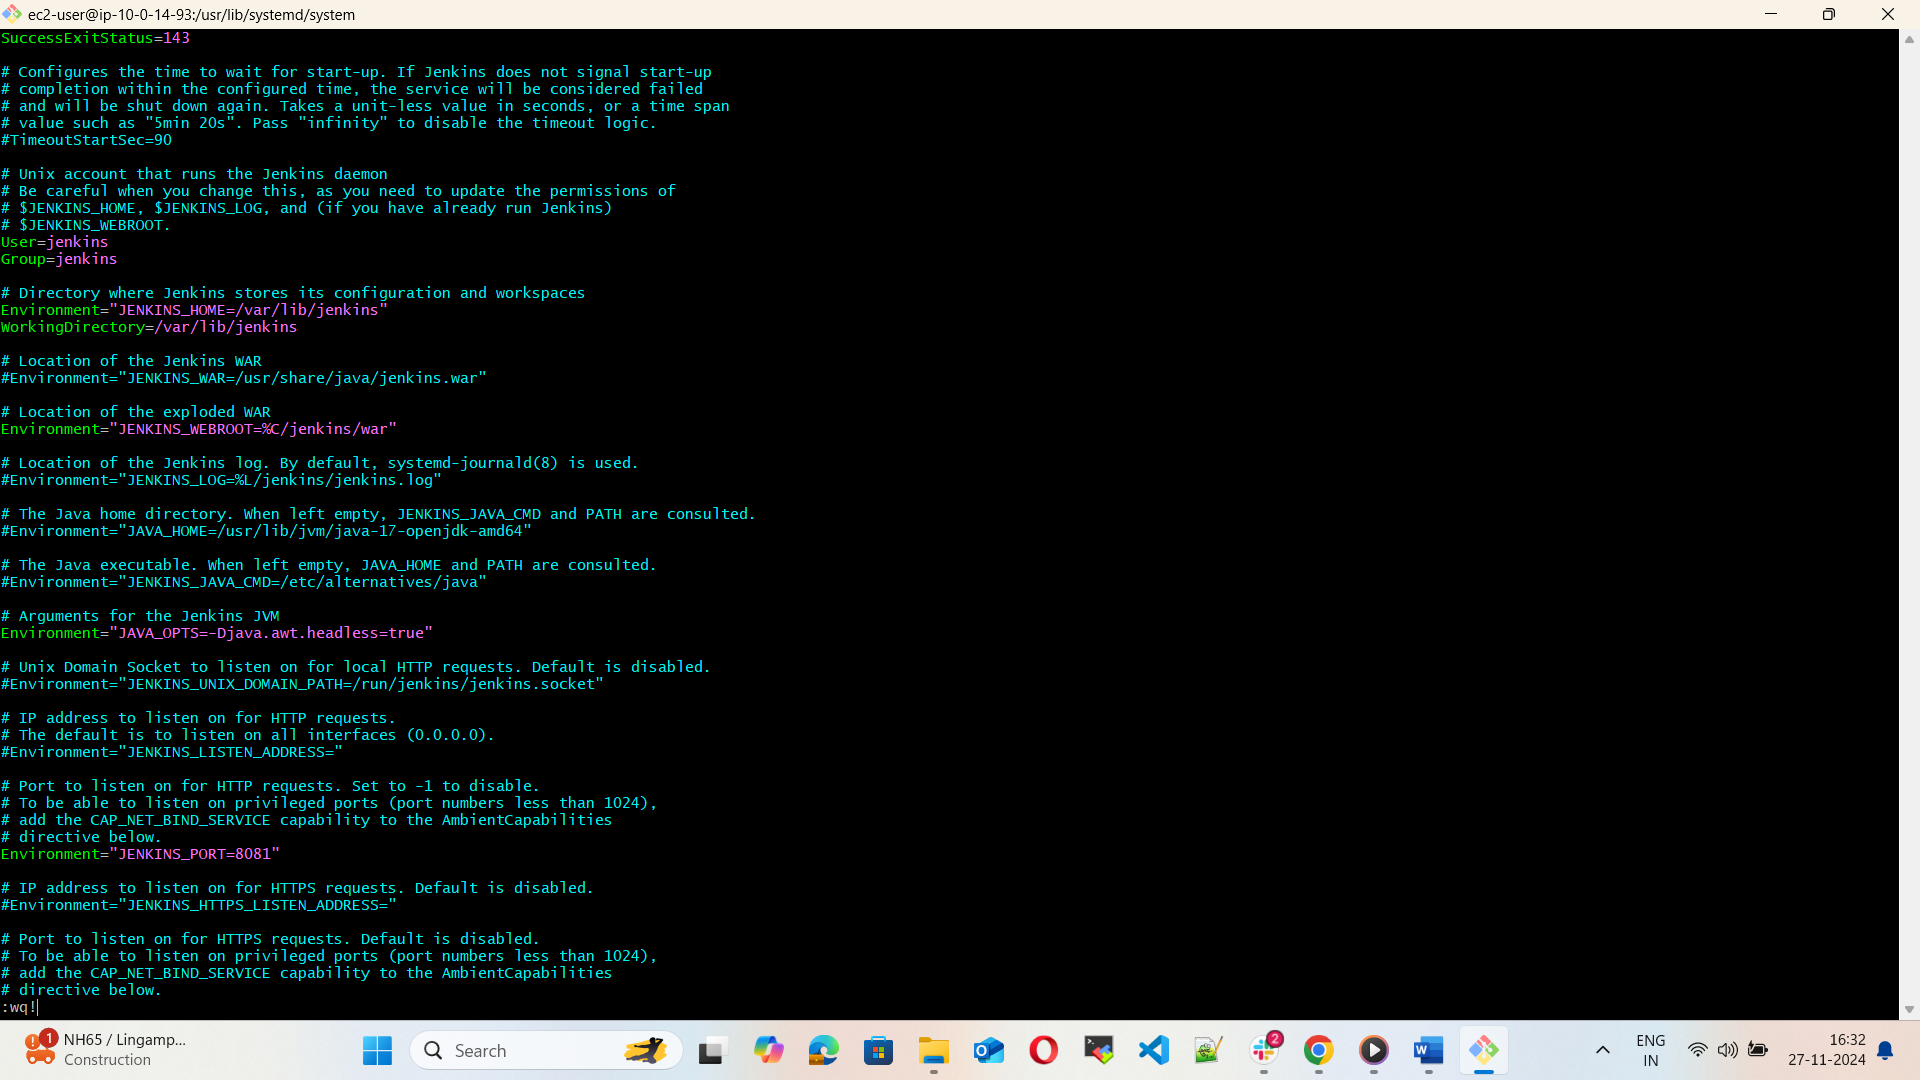 ec2-user@ip-10-0-14-93:/usr/lib/systemd/system
SuccessExitStatus=143
# Configures the time to wait for start-up. If Jenkins does not signal start-up
# completion within the configured time, the service will be considered failed
# and will be shut down again. Takes a unit-less value in seconds, or a time span
# value such as "5min 20s". Pass "infinity" to disable the timeout logic.
#TimeoutStartSec=90
# Unix account that runs the Jenkins daemon
# Be careful when you change this, as you need to update the permissions of
# $JENKINS_HOME, $JENKINS_LOG, and (if you have already run Jenkins)
# $JENKINS_WEBROOT.
User=jenkins
Group=jenkins
# Directory where Jenkins stores its configuration and workspaces
Environment="JENKINS_HOME=/var/lib/jenkins"
WorkingDirectory=/var/lib/jenkins
# Location of the Jenkins WAR
#Environment="JENKINS_WAR=/usr/share/java/jenkins.war"
# Location of the exploded WAR
Environment="JENKINS_WEBROOT=%C/jenkins/war"
# Location of the Jenkins log. By default, systemd-journald(8) is used.
#Environment="JENKINS_LOG=%L/jenkins/jenkins.log"
# The Java home directory. When left empty, JENKINS_JAVA_CMD and PATH are consulted.
#Environment="JAVA_HOME=/usr/lib/jvm/java-17-openjdk-amd64"
# The Java executable. When left empty, JAVA_HOME and PATH are consulted.
#Environment="JENKINS_JAVA_CMD=/etc/alternatives/java"
# Arguments for the Jenkins JVM
Environment="JAVA_OPTS=-Djava.awt.headless=true"
# Unix Domain Socket to listen on for local HTTP requests. Default is disabled.
#Environment="JENKINS_UNIX_DOMAIN_PATH=/run/jenkins/jenkins.socket"
# IP address to listen on for HTTP requests.
# The default is to listen on all interfaces (0.0.0.0).
#Environment="JENKINS_LISTEN_ADDRESS="
# Port to listen on for HTTP requests. Set to -1 to disable.
# To be able to listen on privileged ports (port numbers less than 1024),
# add the CAP_NET_BIND_SERVICE capability to the AmbientCapabilities
# directive below.
Environment="JENKINS_PORT=8081"
# IP address to listen on for HTTPS requests. Default is disabled.
#Environment="JENKINS_HTTPS_LISTEN_ADDRESS="
# Port to listen on for HTTPS requests. Default is disabled.
# To be able to listen on privileged ports (port numbers less than 1024),
# add the CAP_NET_BIND_SERVICE capability to the AmbientCapabilities
# directive below.
:wq!
1
NH65 / Lingamp...
Construction
Search
2
ENG
IN
16:32
27-11-2024